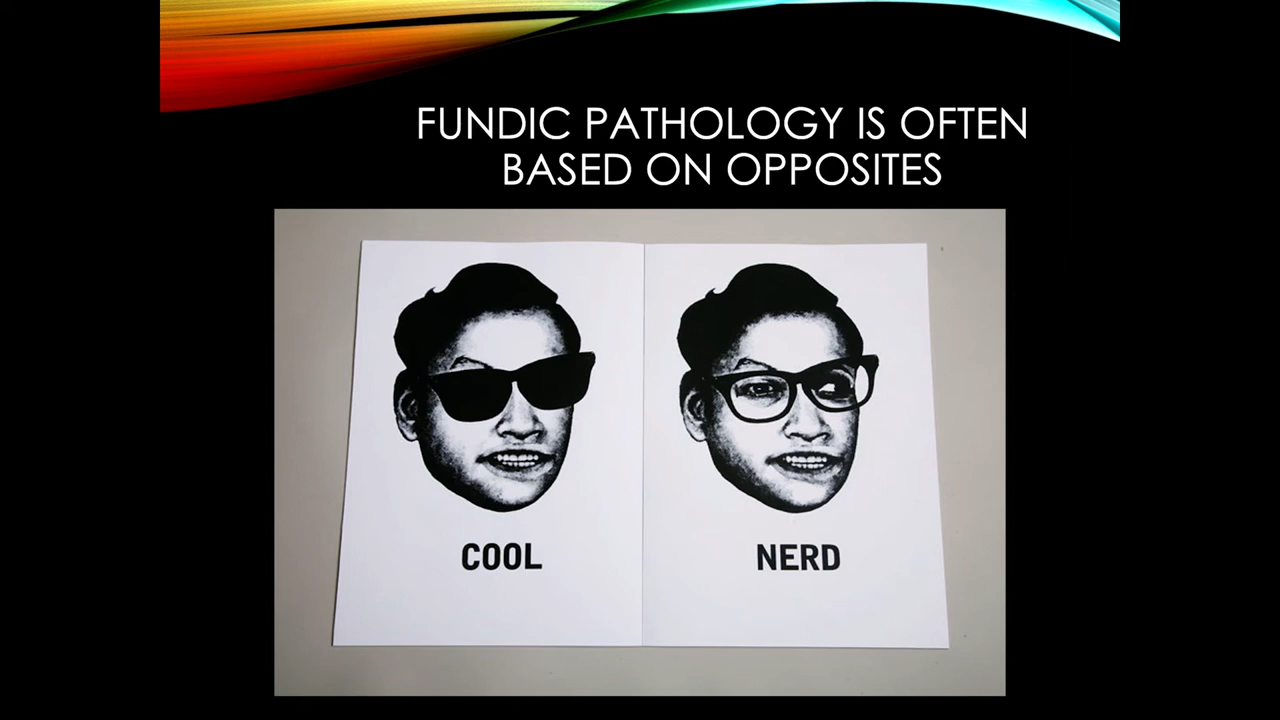 FUNDIC PATHOLOGY IS OFTEN
BASED ON OPPOSITES
COOL
NERD